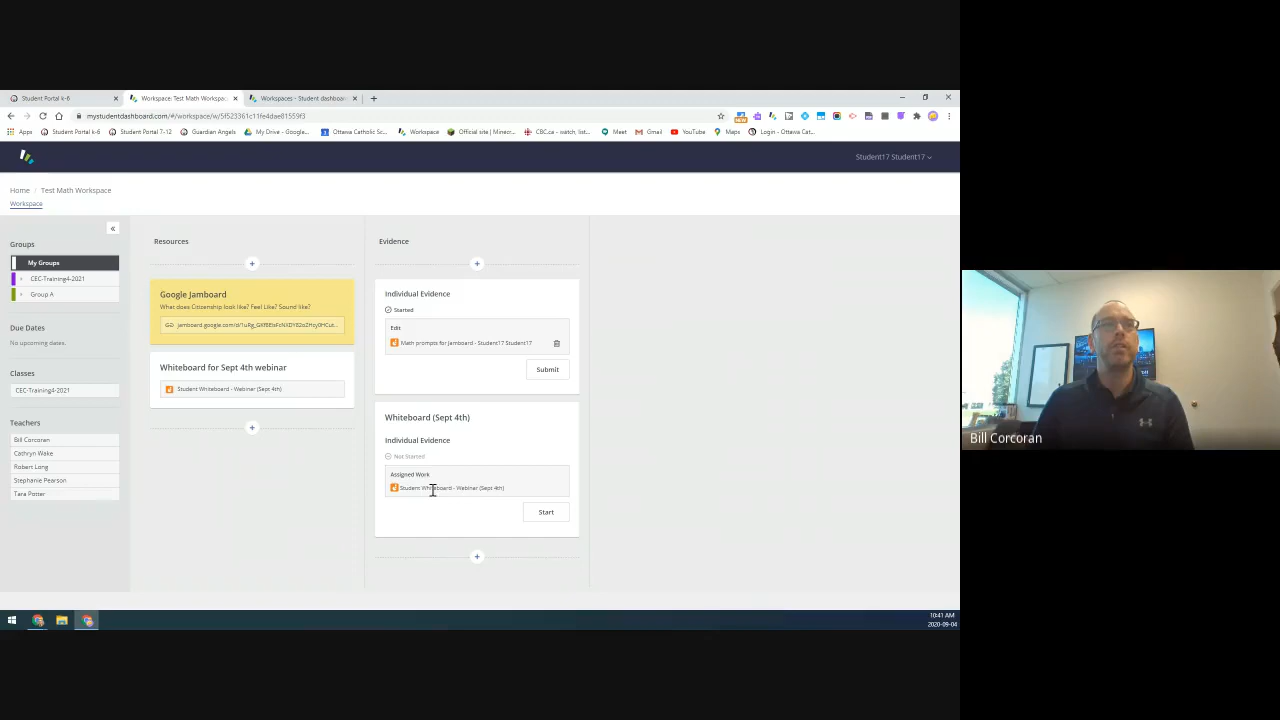 Student Portal k-6
Workspace: Test Math Workspac
Workspaces - Student dashboar
mystudentdashboard.com/#/workspace/w/5f523361c11fe4dae81559f3
Apps
Student Portal k-6
Student Portal 7-12
Guardian Angels
My Drive - Google...
Ottawa Catholic Sc...
Workspace
Official site | Minecr...
CBC.ca - watch, list...
Meet
Gmail
YouTube
Maps
Login - Ottawa Cat...
Student17 Student17
Home / Test Math Workspace
Workspace
Groups
My Groups
CEC-Training4-2021
Group A
Due Dates
No upcoming dates.
Classes
CEC-Training4-2021
Teachers
Bill Corcoran
Cathryn Wake
Robert Long
Stephanie Pearson
Tara Potter
Resources
Google Jamboard
What does Citizenship look like? Feel Like? Sound like?
Whiteboard for Sept 4th webinar
Student Whiteboard - Webinar (Sept 4th)
Evidence
Individual Evidence
Started
Edit
Math prompts for Jamboard - Student17 Student17
Submit
Whiteboard (Sept 4th)
Individual Evidence
Not Started
Assigned Work
Student Whiteboard - Webinar (Sept 4th)
Start
10:41 AM
2020-09-04
Bill Corcoran